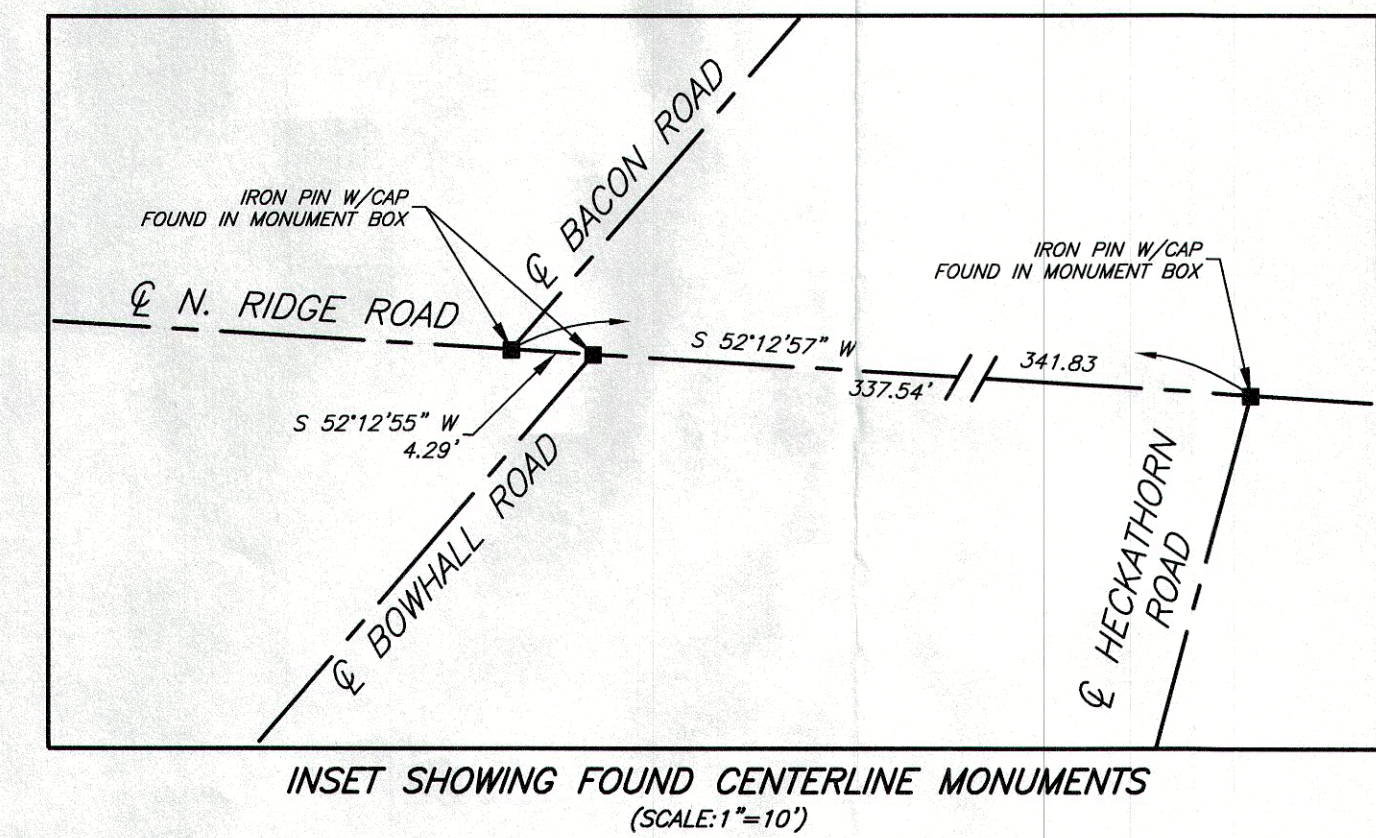 ℄ BACON ROAD
IRON PIN W/CAP
FOUND IN MONUMENT BOX
IRON PIN W/CAP
FOUND IN MONUMENT BOX
℄ N. RIDGE ROAD
S 52°12'57" W
337.54'
341.83
S 52°12'55" W
4.29'
℄ BOWHALL ROAD
℄ HECKATHORN
ROAD
INSET SHOWING FOUND CENTERLINE MONUMENTS
(SCALE:1"=10')